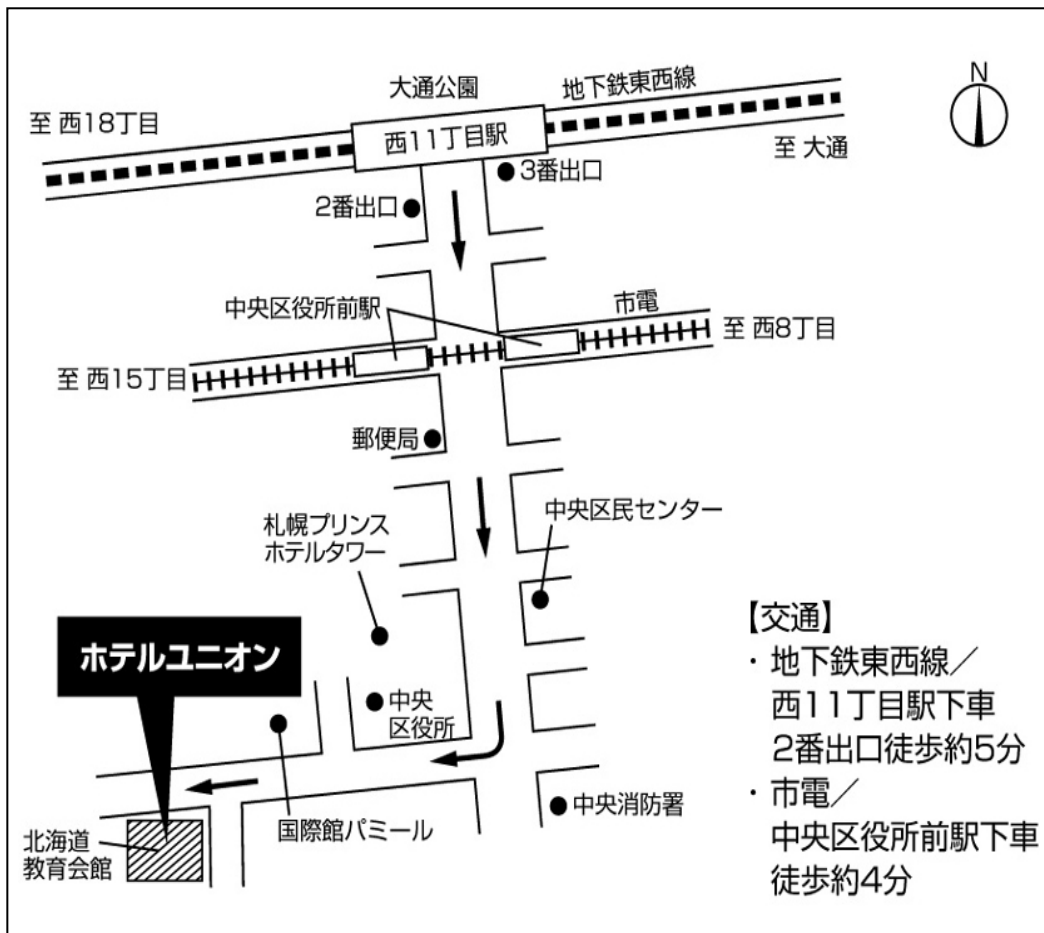 大通公園
地下鉄東西線
N
至 西18丁目
西11丁目駅
至 大通
3番出口
2番出口
中央区役所前駅
市電
至 西8丁目
至 西15丁目
郵便局
中央区民センター
札幌プリンス
ホテルタワー
ホテルユニオン
中央
区役所
国際館パミール
中央消防署
北海道
教育会館
【交通】
・ 地下鉄東西線／
西11丁目駅下車
2番出口徒歩約5分
・ 市電／
中央区役所前駅下車
徒歩約4分